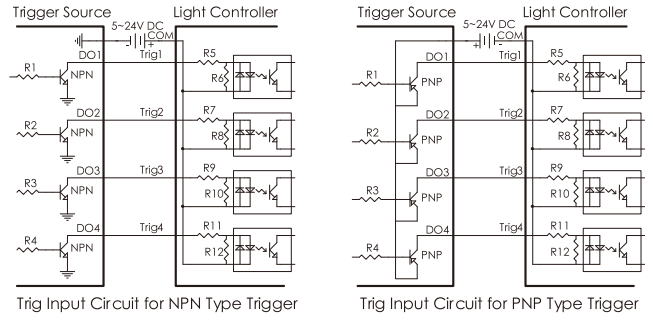 Trigger Source Light Controller
5~24V DC
- + COM
DO1 Trig1 R5
R1 NPN R6
DO2 Trig2 R7
R2 NPN R8
DO3 Trig3 R9
R3 NPN R10
DO4 Trig4 R11
R4 NPN R12
Trig Input Circuit for NPN Type Trigger
Trigger Source Light Controller
5~24V DC
+ - COM
DO1 Trig1 R5
R1 PNP R6
DO2 Trig2 R7
R2 PNP R8
DO3 Trig3 R9
R3 PNP R10
DO4 Trig4 R11
R4 PNP R12
Trig Input Circuit for PNP Type Trigger